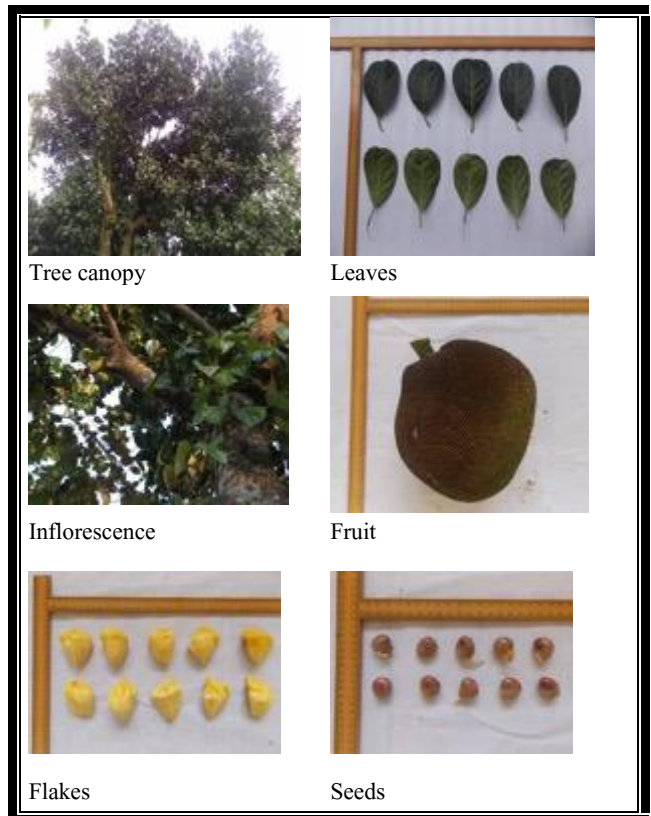 Tree canopy
Leaves
Inflorescence
Fruit
Flakes
Seeds